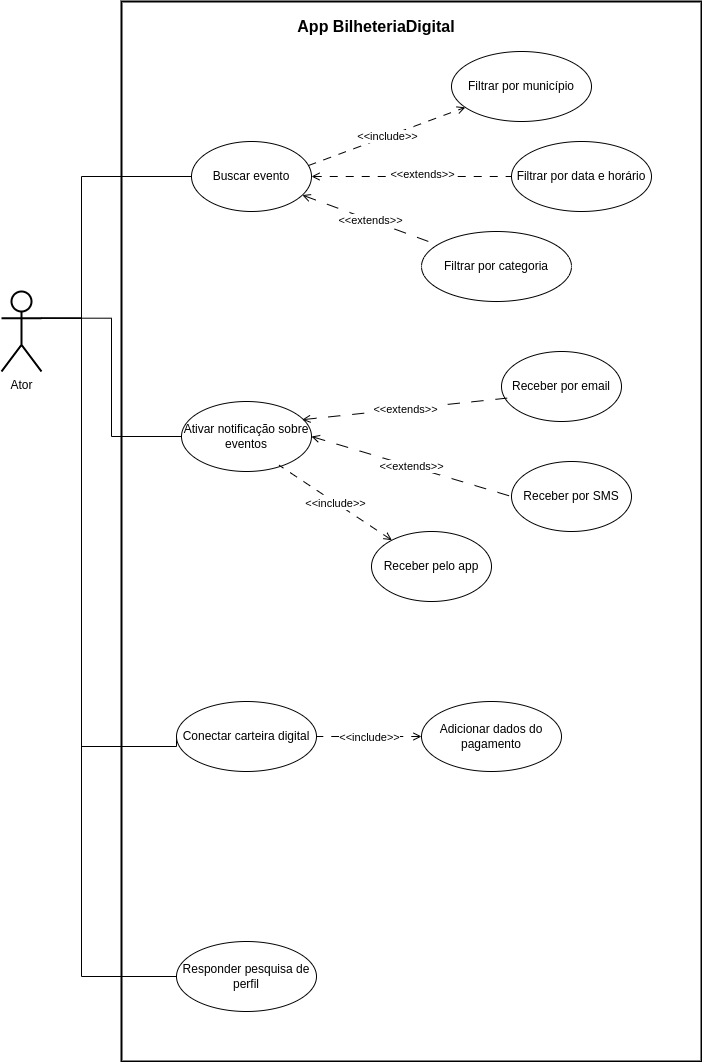 App BilheteriaDigital
Filtrar por município
<<include>>
Buscar evento
<<extends>>
Filtrar por data e horário
<<extends>>
Filtrar por categoria
Ator
Receber por email
<<extends>>
Ativar notificação sobre
eventos
<<extends>>
Receber por SMS
<<include>>
Receber pelo app
Conectar carteira digital
<<include>>
Adicionar dados do
pagamento
Responder pesquisa de
perfil